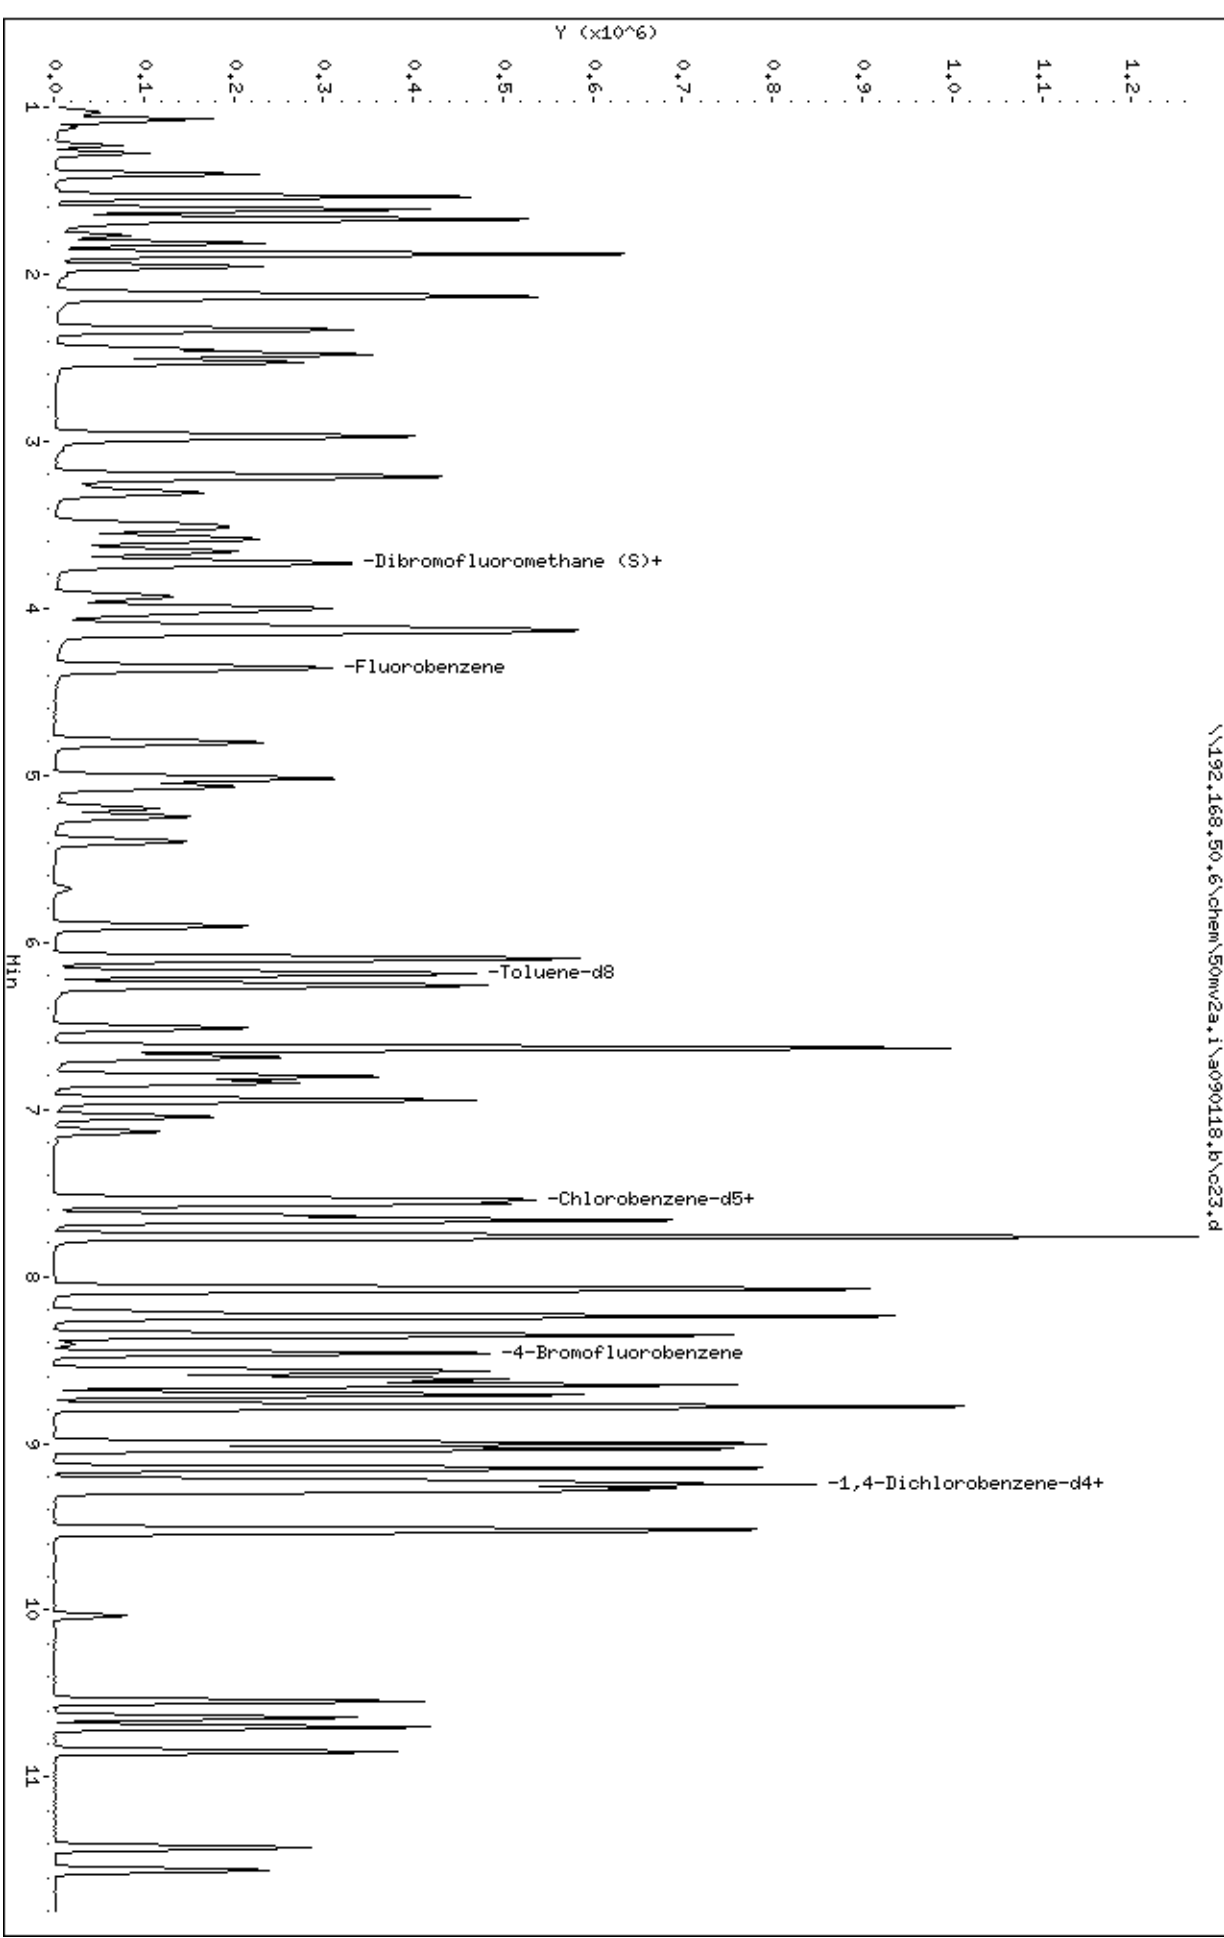 \\192.168.50.6\chem\50mv2a.i\a090118.b\c23.d
Y (x10^6)
1.2
1.1
1.0
0.9
0.8
0.7
0.6
0.5
0.4
0.3
0.2
0.1
0.0
-Dibromofluoromethane (S)+
-Fluorobenzene
-Toluene-d8
-Chlorobenzene-d5+
-4-Bromofluorobenzene
-1,4-Dichlorobenzene-d4+
1
2
3
4
5
6
7
8
9
10
11
Min